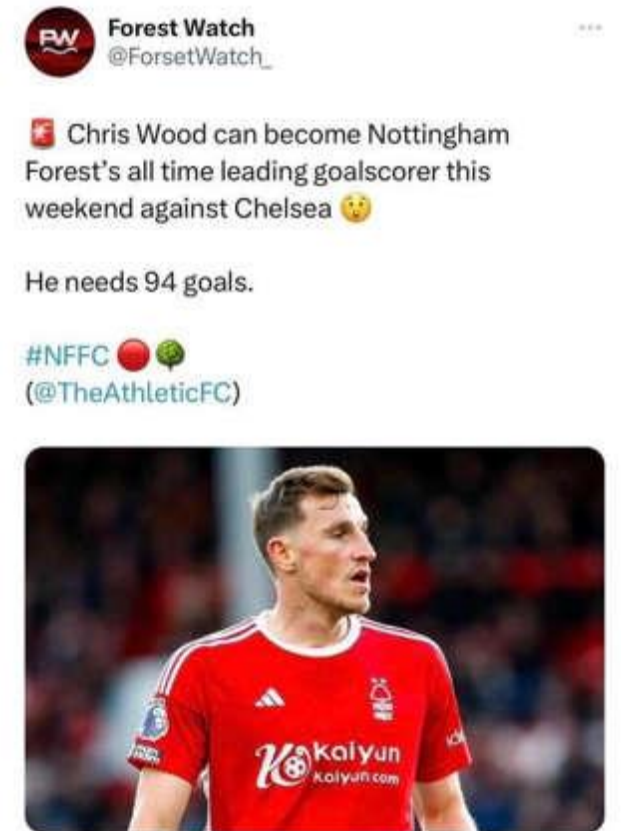 FW
Forest Watch
@ForsetWatch_
🚨 Chris Wood can become Nottingham
Forest’s all time leading goalscorer this
weekend against Chelsea 😲
He needs 94 goals.
#NFFC 🔴🌳
(@TheAthleticFC)
Kaiyun
kaiyun.com